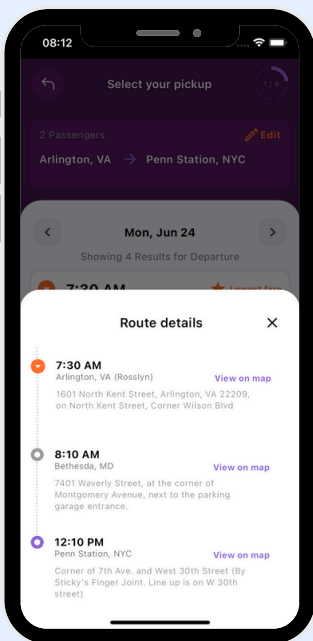 08:12
Select your pickup
1/4
2 Passengers
Edit
Arlington, VA → Penn Station, NYC
Mon, Jun 24
Showing 4 Results for Departure
7:30 AM
Lowest fare
Route details
7:30 AM
Arlington, VA (Rosslyn)
View on map
1601 North Kent Street, Arlington, VA 22209,
on North Kent Street, Corner Wilson Blvd
8:10 AM
Bethesda, MD
View on map
7401 Waverly Street, at the corner of
Montgomery Avenue, next to the parking
garage entrance.
12:10 PM
Penn Station, NYC
View on map
Corner of 7th Ave. and West 30th Street (By
Sticky's Finger Joint. Line up is on W 30th
street)